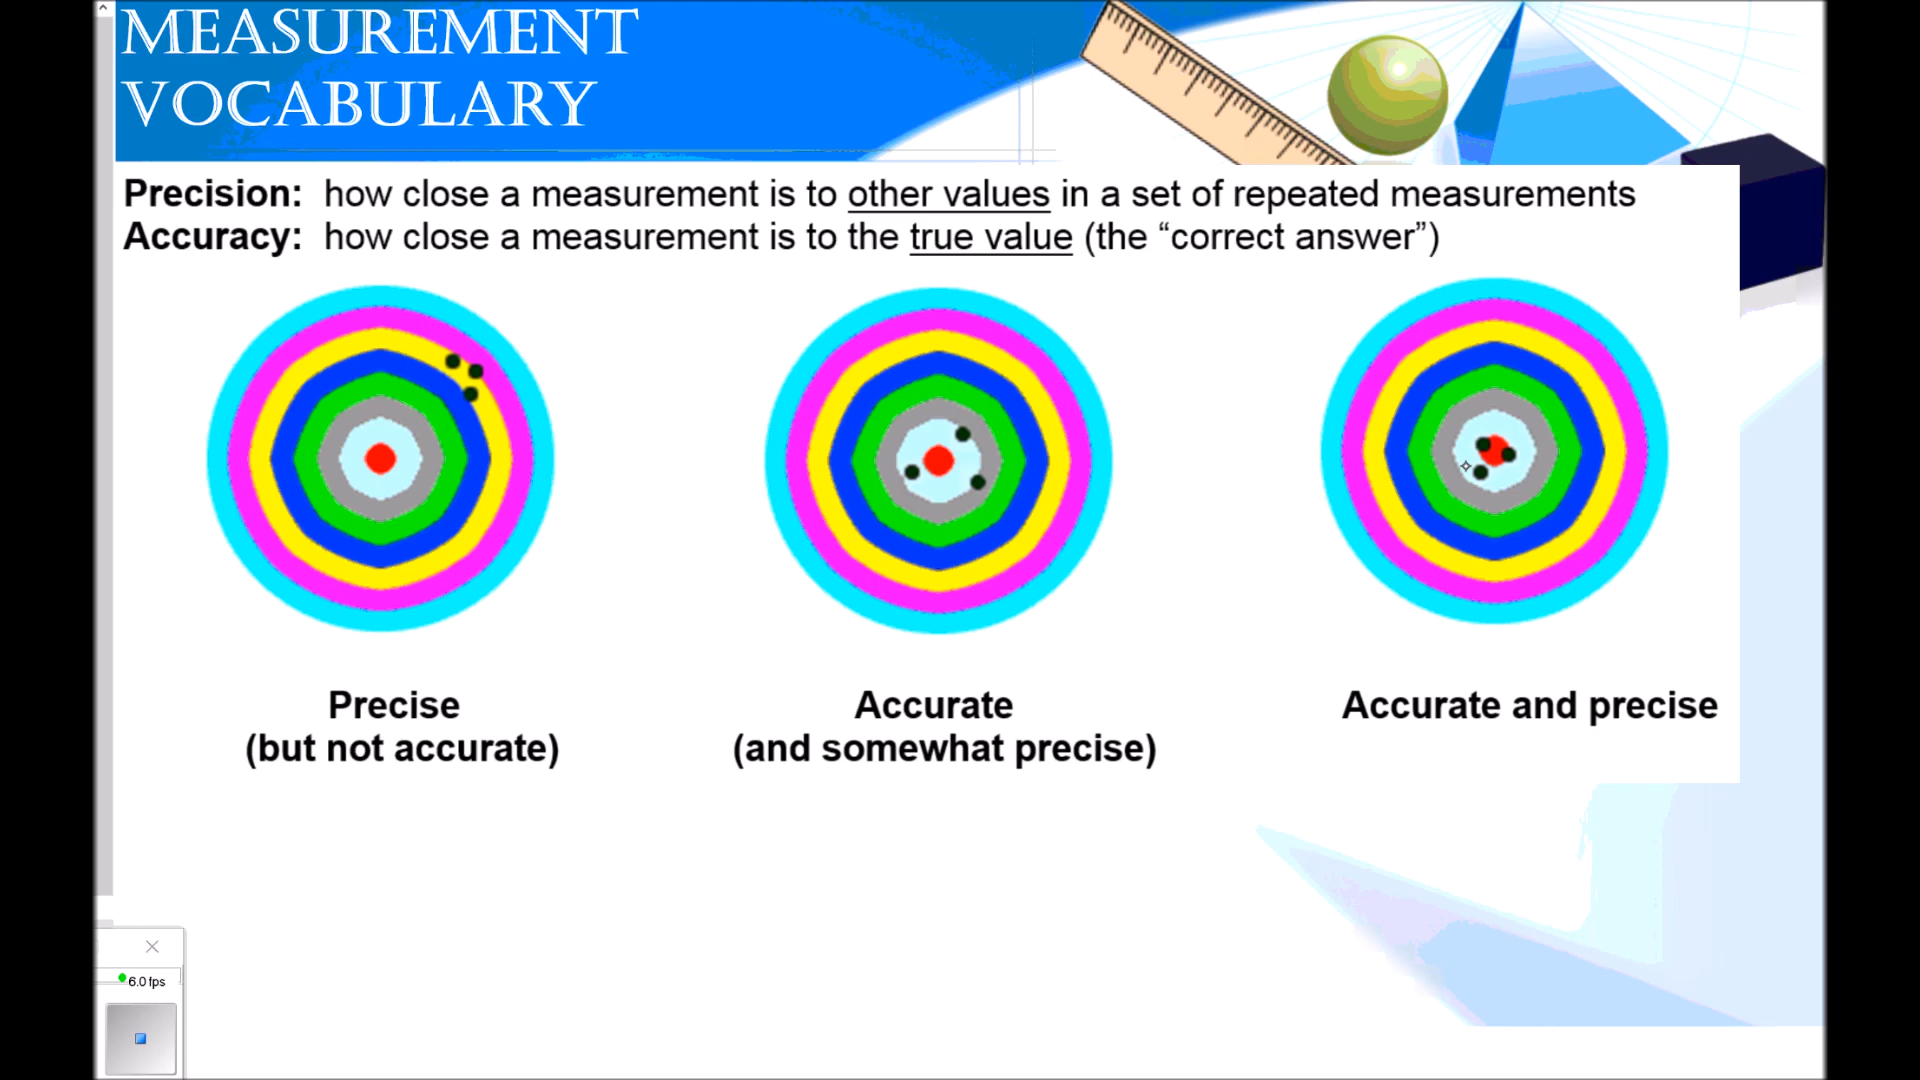 MEASUREMENT
VOCABULARY
Precision: how close a measurement is to other values in a set of repeated measurements
Accuracy: how close a measurement is to the true value (the “correct answer”)
Precise
(but not accurate)
Accurate
(and somewhat precise)
Accurate and precise
6.0 fps